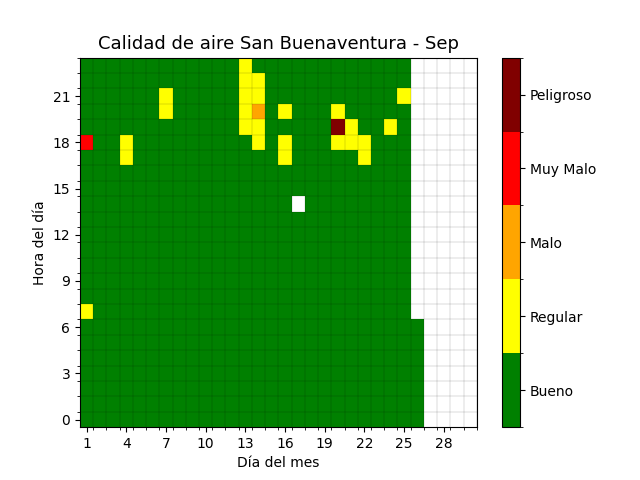 Calidad de aire San Buenaventura - Sep
Hora del día
21
18
15
12
9
6
3
0
1 4 7 10 13 16 19 22 25 28
Día del mes
Peligroso
Muy Malo
Malo
Regular
Bueno